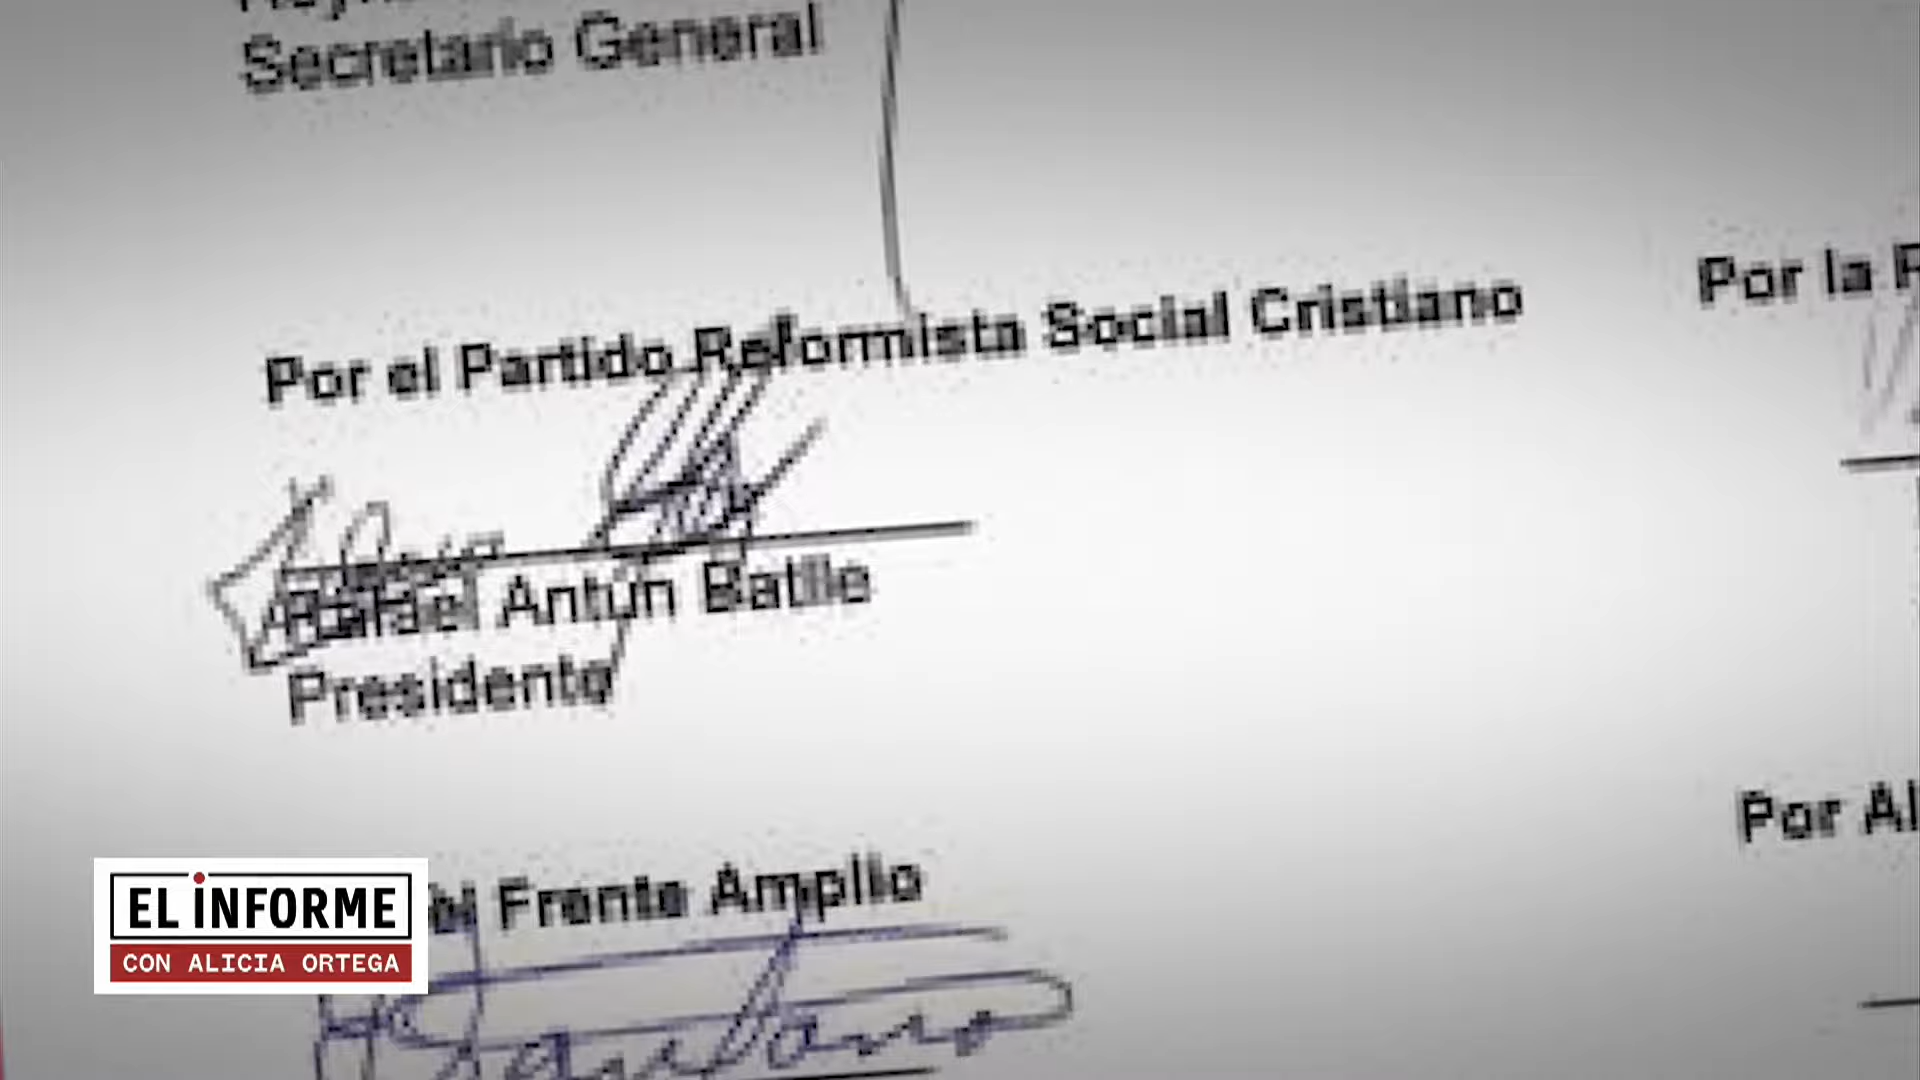 Secretario General
Por el Partido Reformista Social Cristiano
Por la
Rafael Antún Batlle
Presidente
Por
Frente Amplio
EL iNFORME
CON ALICIA ORTEGA